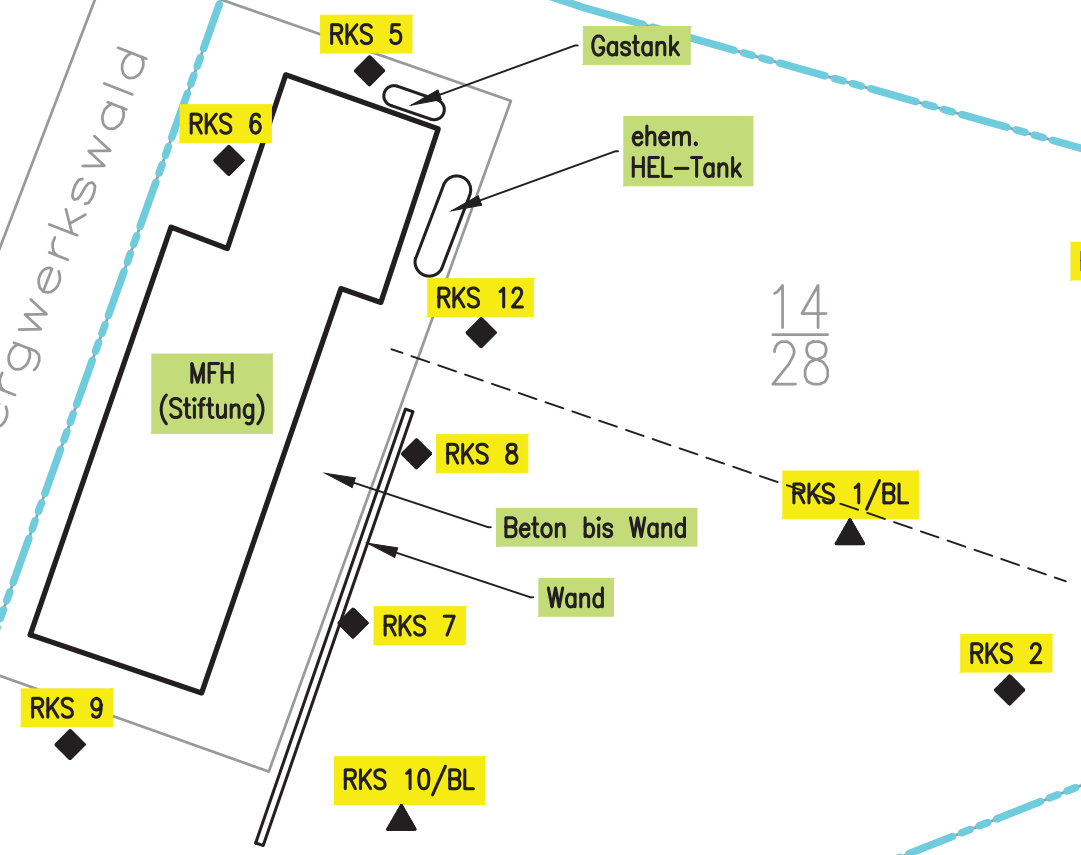 RKS 5
Gastank
RKS 6
ehem.
HEL-Tank
RKS 12
14
28
MFH
(Stiftung)
RKS 8
RKS 1/BL
Beton bis Wand
Wand
RKS 7
RKS 2
RKS 9
RKS 10/BL
ergwerkswald